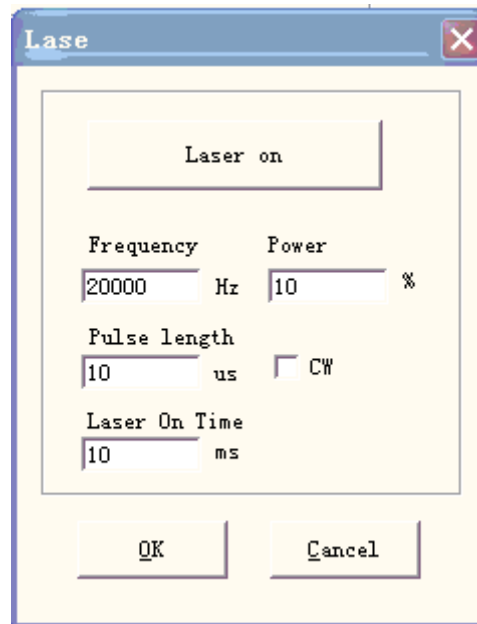 Lase
Laser on
Frequency Power
20000 Hz 10 %
Pulse length
10 us CW
Laser On Time
10 ms
OK Cancel